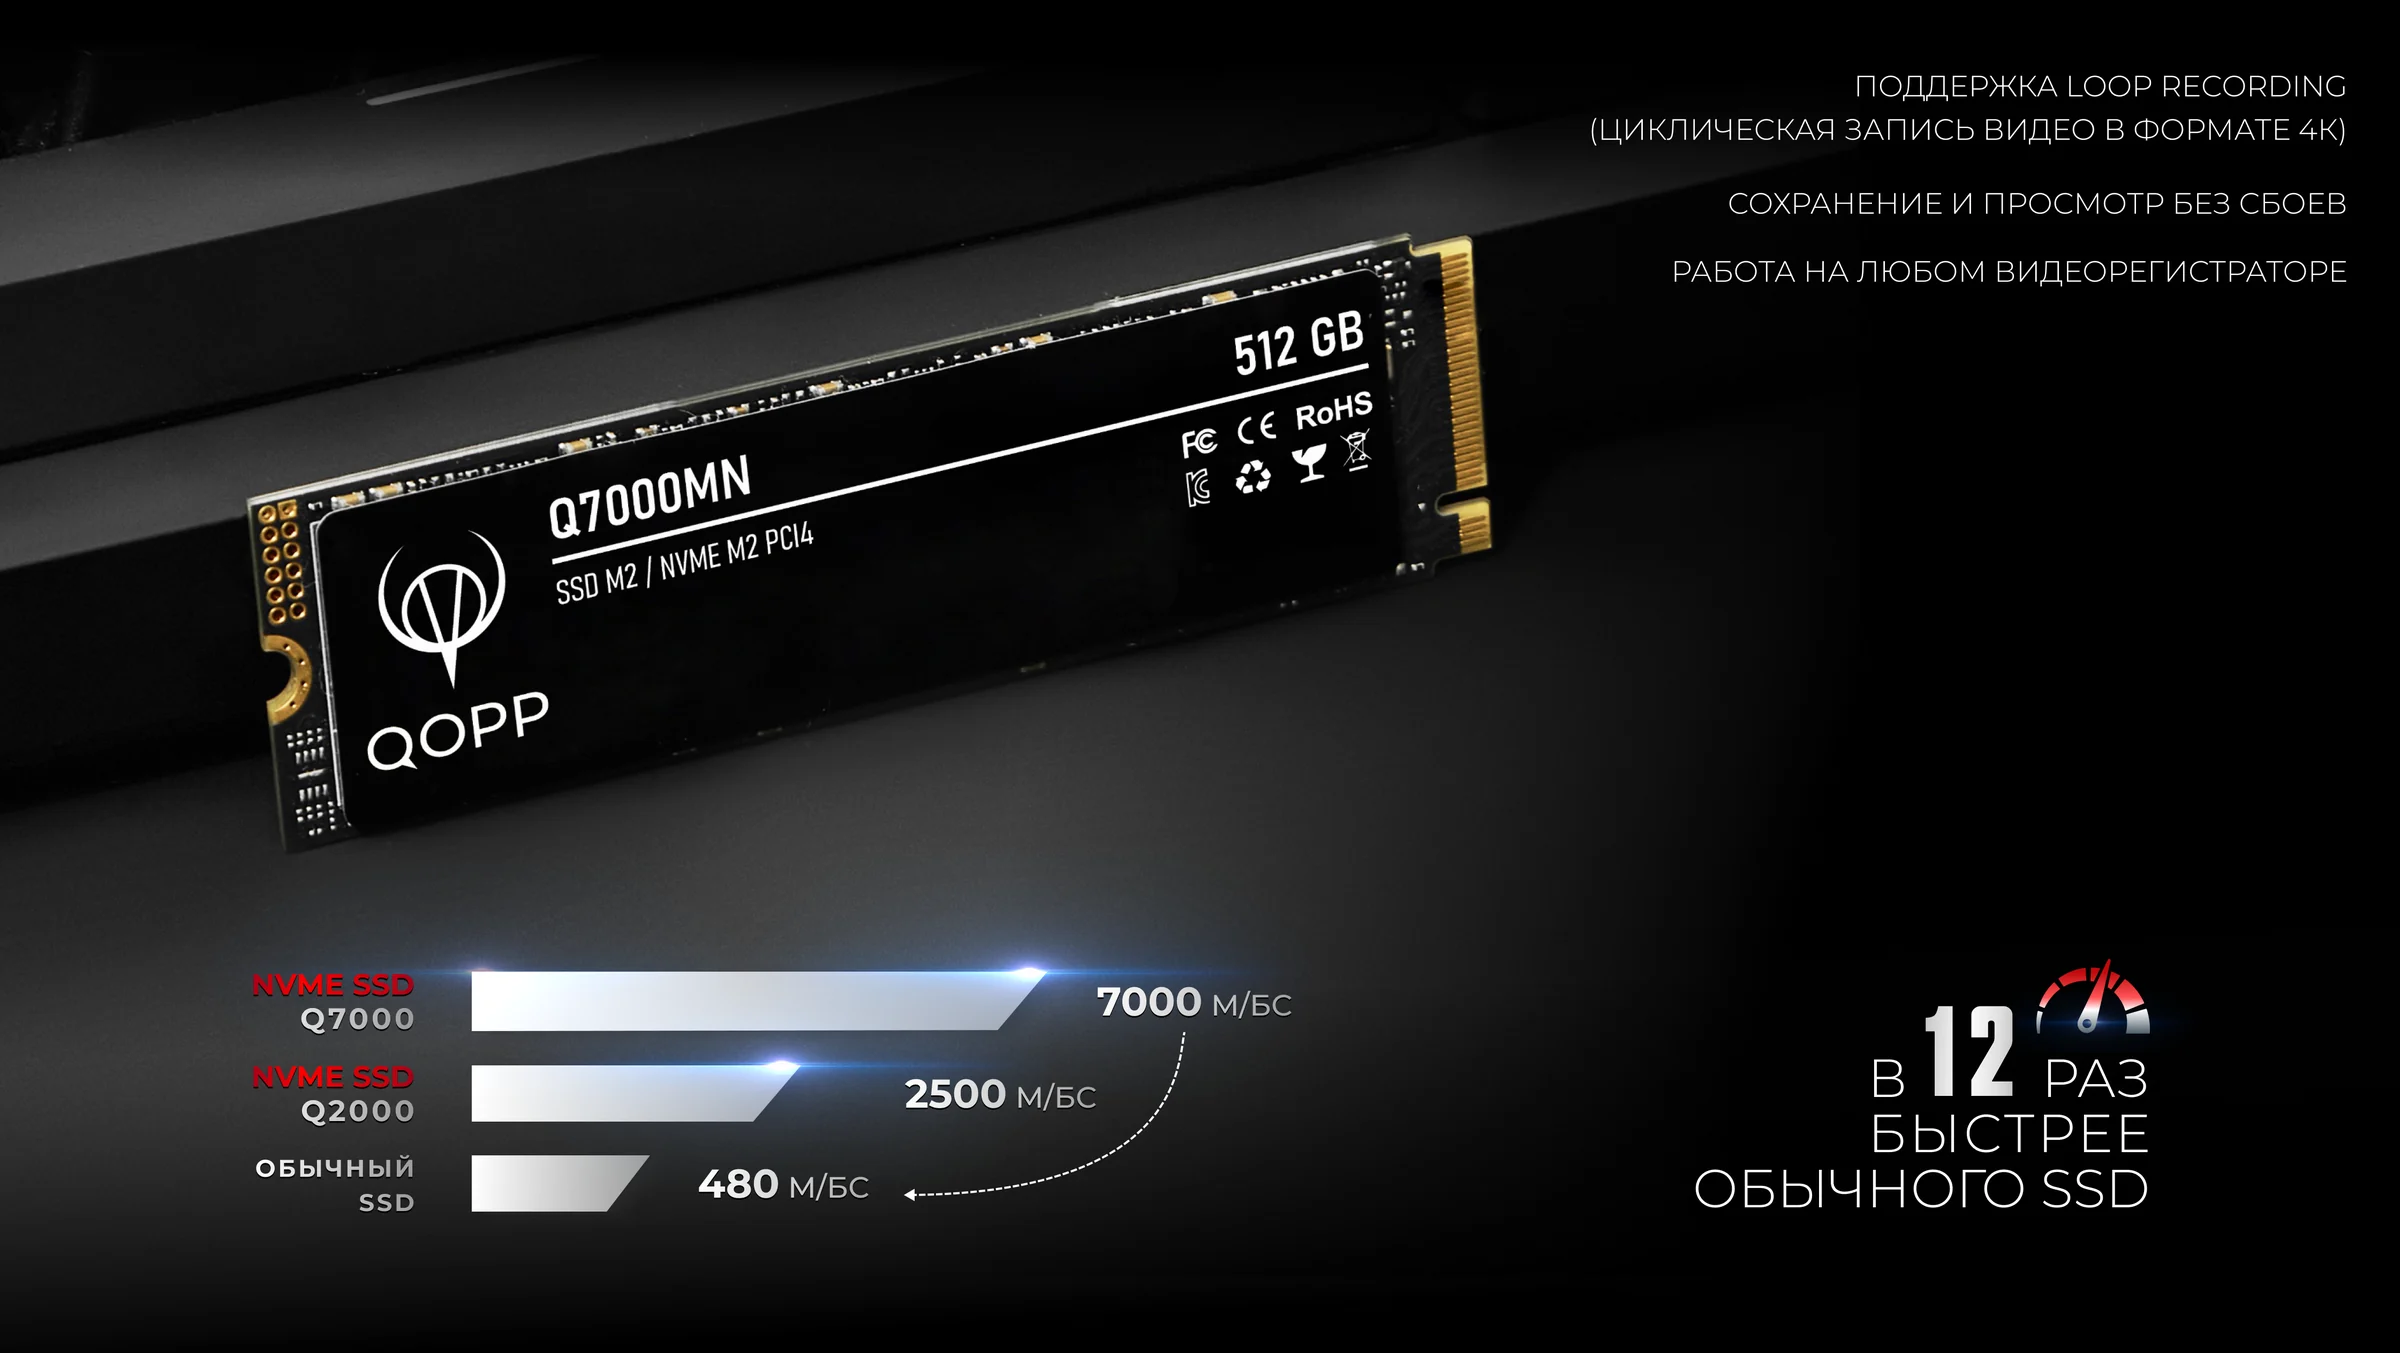 ПОДДЕРЖКА LOOP RECORDING
(ЦИКЛИЧЕСКАЯ ЗАПИСЬ ВИДЕО В ФОРМАТЕ 4К)
СОХРАНЕНИЕ И ПРОСМОТР БЕЗ СБОЕВ
РАБОТА НА ЛЮБОМ ВИДЕОРЕГИСТРАТОРЕ
512 GB
FC CE RoHS
Q7000MN
SSD M2 / NVME M2 PCI4
QOPP
NVME SSD
Q7000
7000 М/БС
NVME SSD
Q2000
2500 М/БС
ОБЫЧНЫЙ
SSD
480 М/БС
В 12 РАЗ
БЫСТРЕЕ
ОБЫЧНОГО SSD